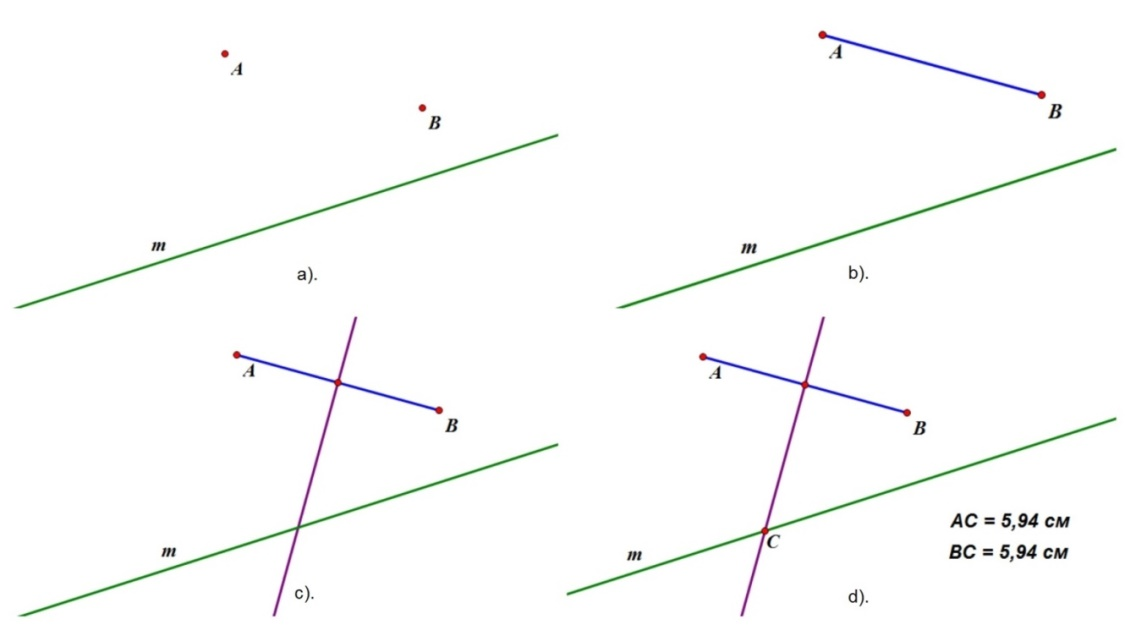 A
B
m
a).
A
B
m
b).
A
B
m
c).
A
B
C
m
AC = 5,94 см
BC = 5,94 см
d).